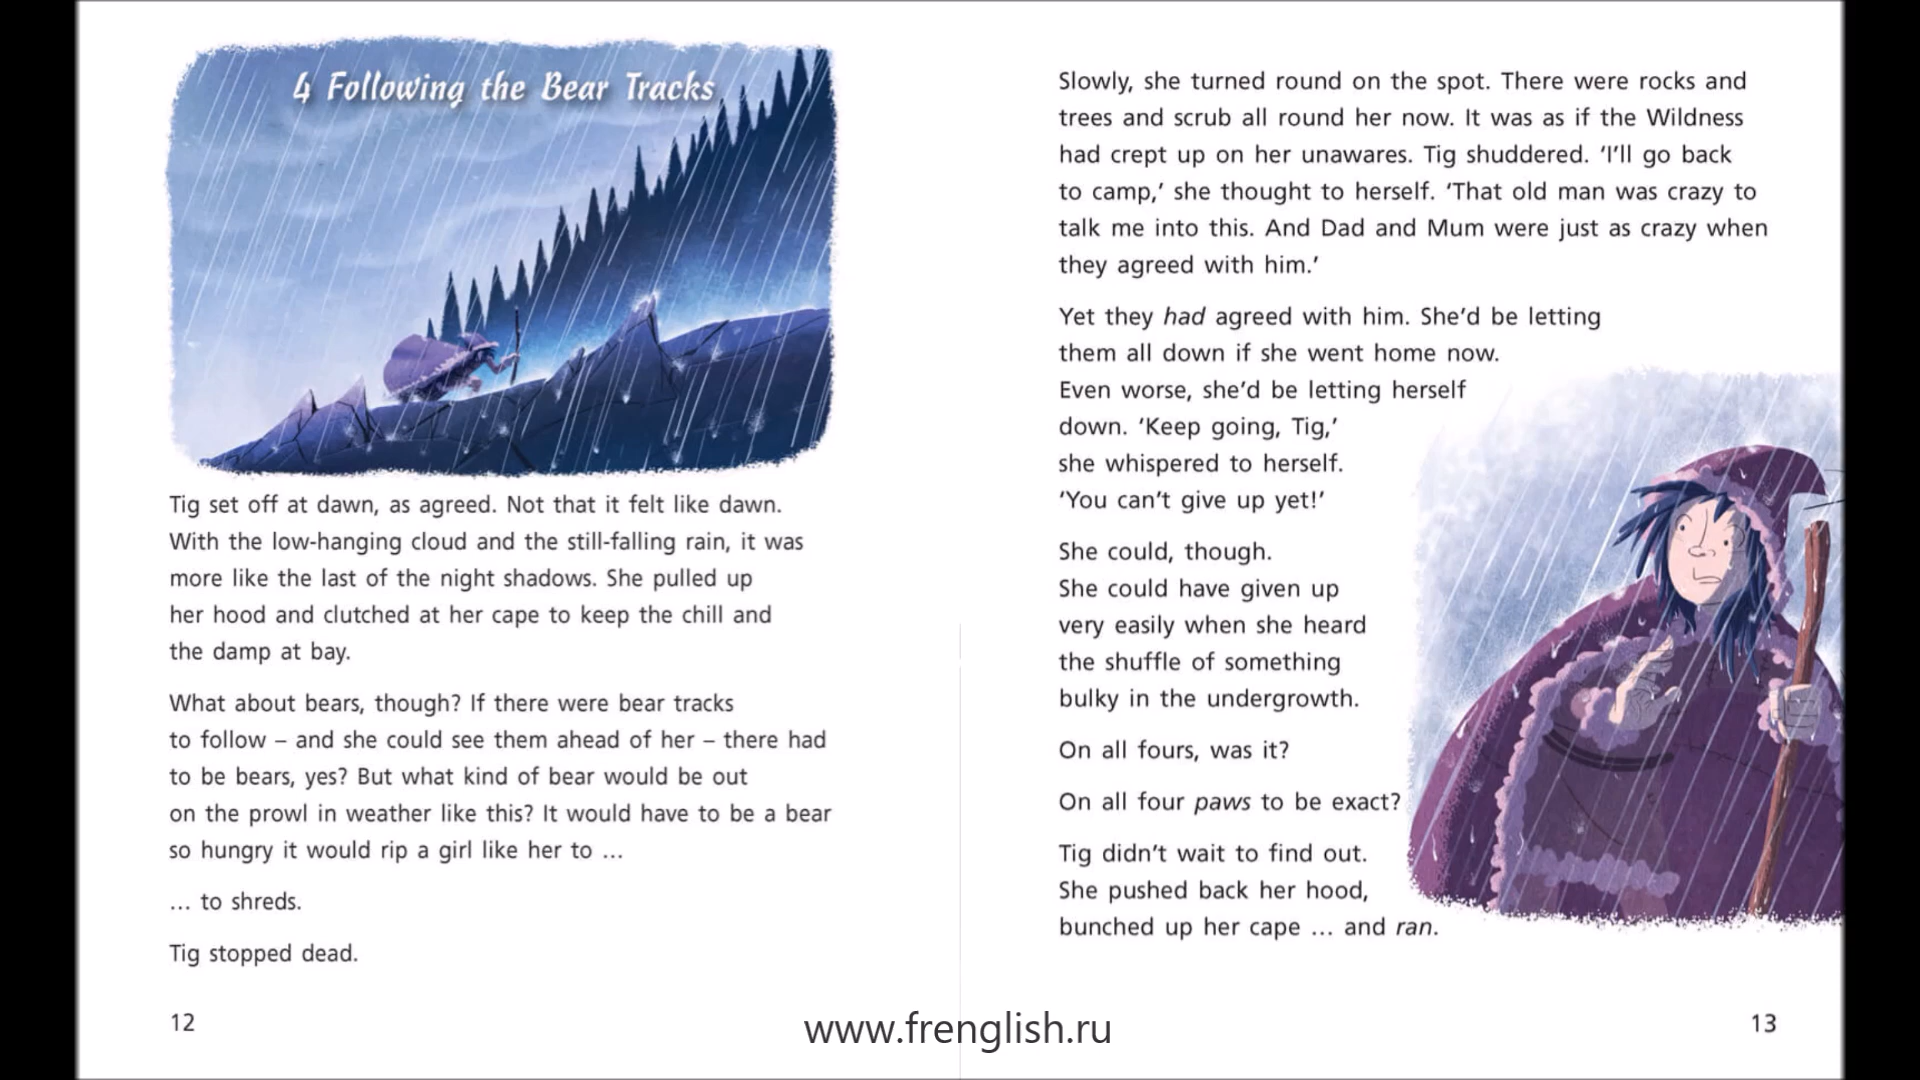 4 Following the Bear Tracks
Tig set off at dawn, as agreed. Not that it felt like dawn.
With the low-hanging cloud and the still-falling rain, it was
more like the last of the night shadows. She pulled up
her hood and clutched at her cape to keep the chill and
the damp at bay.
What about bears, though? If there were bear tracks
to follow – and she could see them ahead of her – there had
to be bears, yes? But what kind of bear would be out
on the prowl in weather like this? It would have to be a bear
so hungry it would rip a girl like her to …
… to shreds.
Tig stopped dead.
12
Slowly, she turned round on the spot. There were rocks and
trees and scrub all round her now. It was as if the Wildness
had crept up on her unawares. Tig shuddered. ‘I’ll go back
to camp,’ she thought to herself. ‘That old man was crazy to
talk me into this. And Dad and Mum were just as crazy when
they agreed with him.’
Yet they had agreed with him. She’d be letting
them all down if she went home now.
Even worse, she’d be letting herself
down. ‘Keep going, Tig,’
she whispered to herself.
‘You can’t give up yet!’
She could, though.
She could have given up
very easily when she heard
the shuffle of something
bulky in the undergrowth.
On all fours, was it?
On all four paws to be exact?
Tig didn’t wait to find out.
She pushed back her hood,
bunched up her cape … and ran.
13
www.frenglish.ru